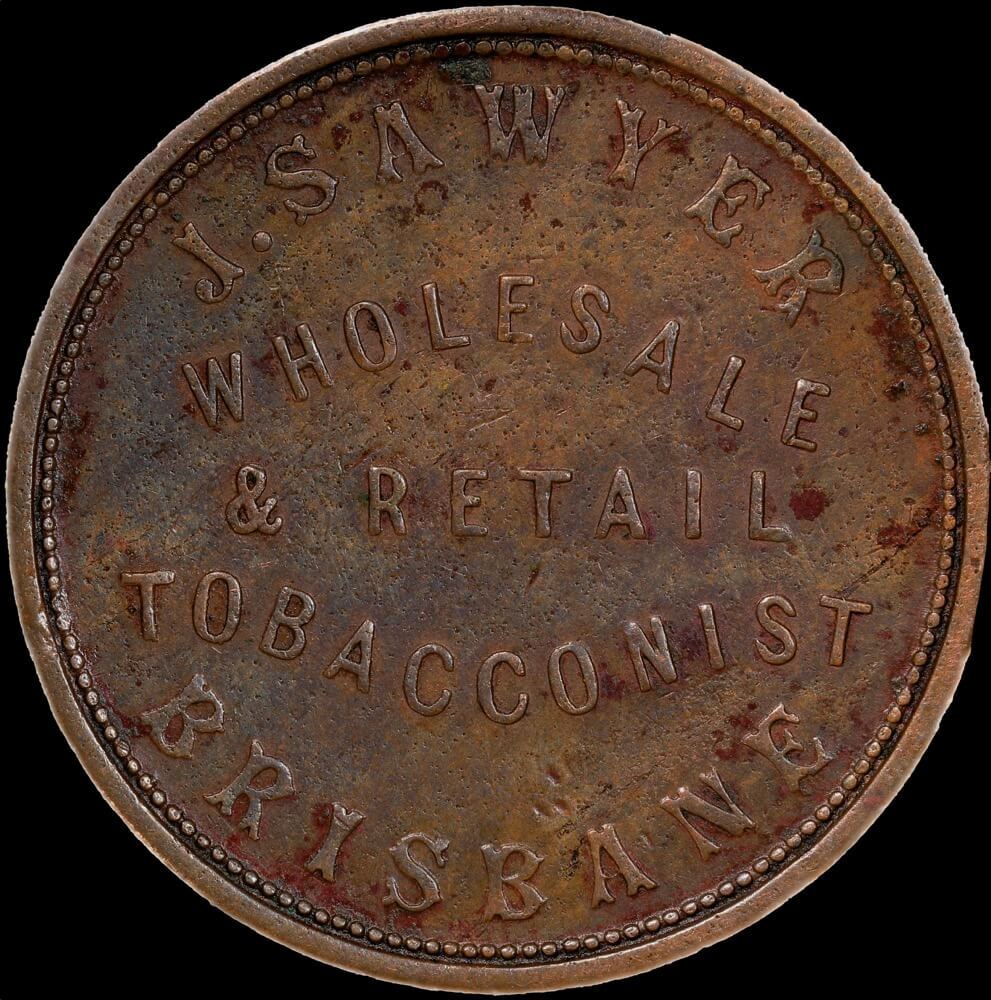 J. SAWYER
WHOLESALE
& RETAIL
TOBACCONIST
BRISBANE